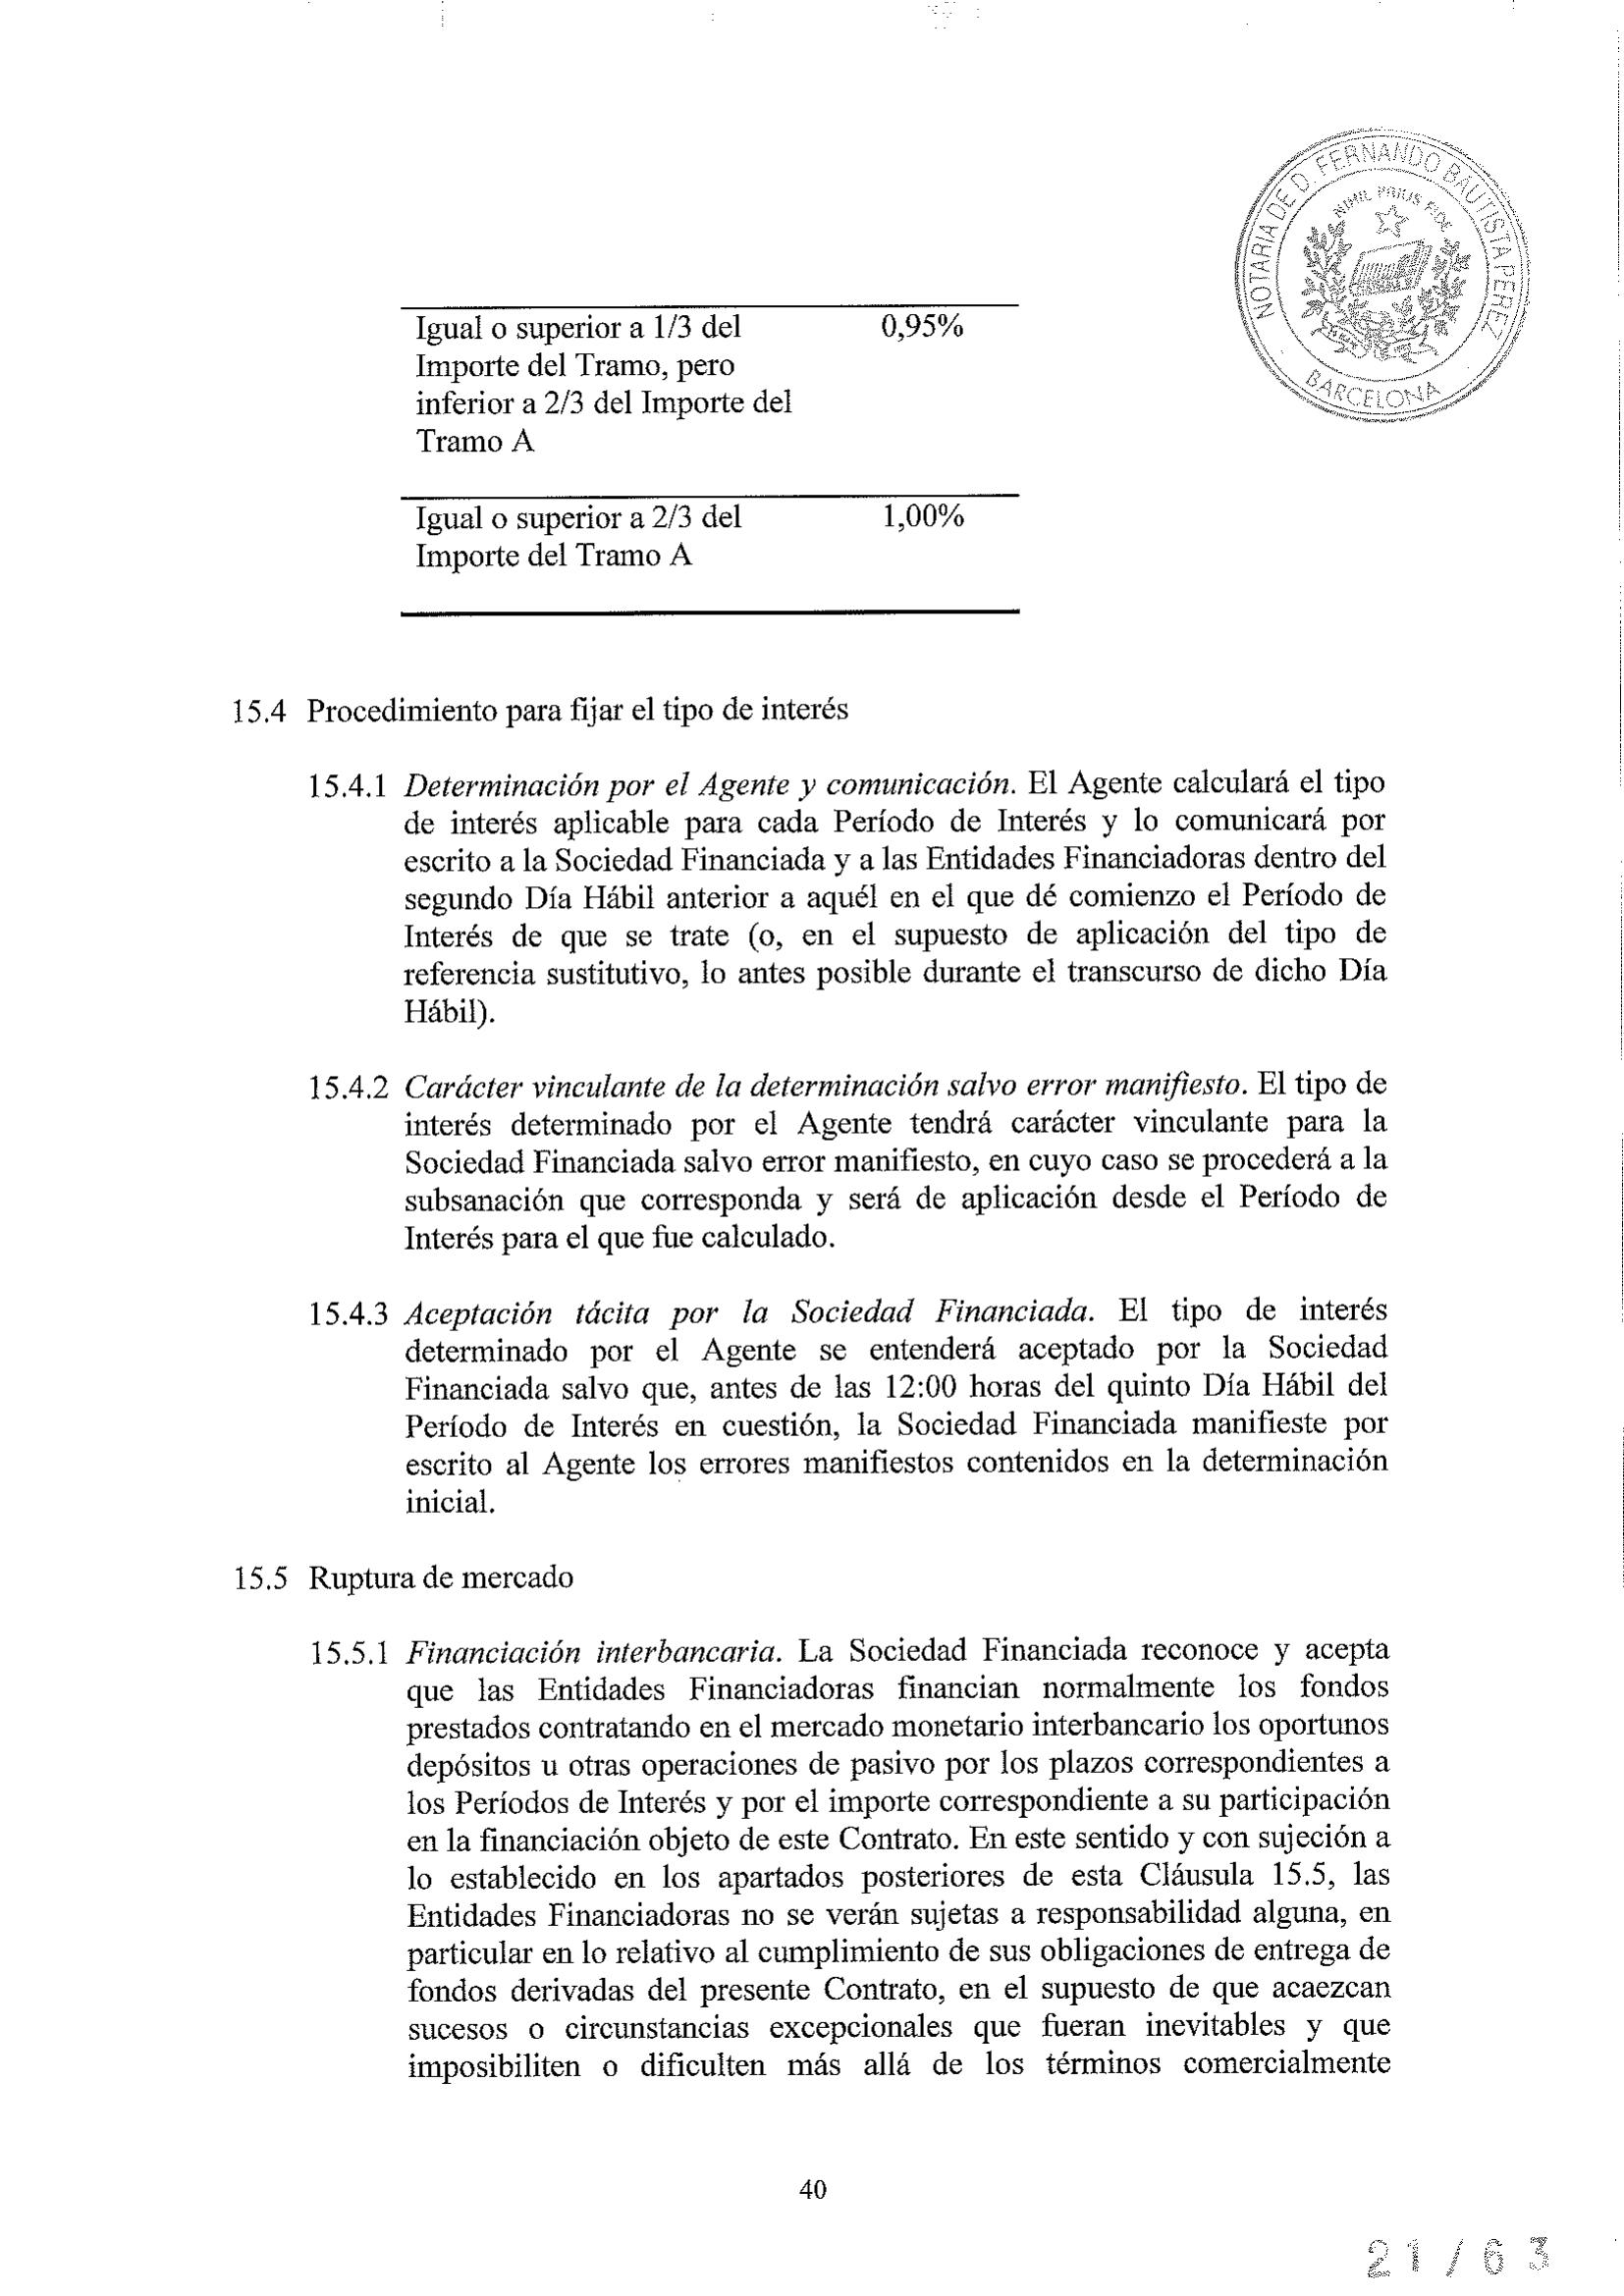 NOTARIA DE D. FERNANDO BAUTISTA PEREZ
NIHIL PRIUS FIDE
BARCELONA
Igual o superior a 1/3 del 0,95%
Importe del Tramo, pero
inferior a 2/3 del Importe del
Tramo A
Igual o superior a 2/3 del 1,00%
Importe del Tramo A
15.4 Procedimiento para fijar el tipo de interés
15.4.1 Determinación por el Agente y comunicación. El Agente calculará el tipo
de interés aplicable para cada Período de Interés y lo comunicará por
escrito a la Sociedad Financiada y a las Entidades Financiadoras dentro del
segundo Día Hábil anterior a aquél en el que dé comienzo el Período de
Interés de que se trate (o, en el supuesto de aplicación del tipo de
referencia sustitutivo, lo antes posible durante el transcurso de dicho Día
Hábil).
15.4.2 Carácter vinculante de la determinación salvo error manifiesto. El tipo de
interés determinado por el Agente tendrá carácter vinculante para la
Sociedad Financiada salvo error manifiesto, en cuyo caso se procederá a la
subsanación que corresponda y será de aplicación desde el Período de
Interés para el que fue calculado.
15.4.3 Aceptación tácita por la Sociedad Financiada. El tipo de interés
determinado por el Agente se entenderá aceptado por la Sociedad
Financiada salvo que, antes de las 12:00 horas del quinto Día Hábil del
Período de Interés en cuestión, la Sociedad Financiada manifieste por
escrito al Agente los errores manifiestos contenidos en la determinación
inicial.
15.5 Ruptura de mercado
15.5.1 Financiación interbancaria. La Sociedad Financiada reconoce y acepta
que las Entidades Financiadoras financian normalmente los fondos
prestados contratando en el mercado monetario interbancario los oportunos
depósitos u otras operaciones de pasivo por los plazos correspondientes a
los Períodos de Interés y por el importe correspondiente a su participación
en la financiación objeto de este Contrato. En este sentido y con sujeción a
lo establecido en los apartados posteriores de esta Cláusula 15.5, las
Entidades Financiadoras no se verán sujetas a responsabilidad alguna, en
particular en lo relativo al cumplimiento de sus obligaciones de entrega de
fondos derivadas del presente Contrato, en el supuesto de que acaezcan
sucesos o circunstancias excepcionales que fueran inevitables y que
imposibiliten o dificulten más allá de los términos comercialmente
40
21/63